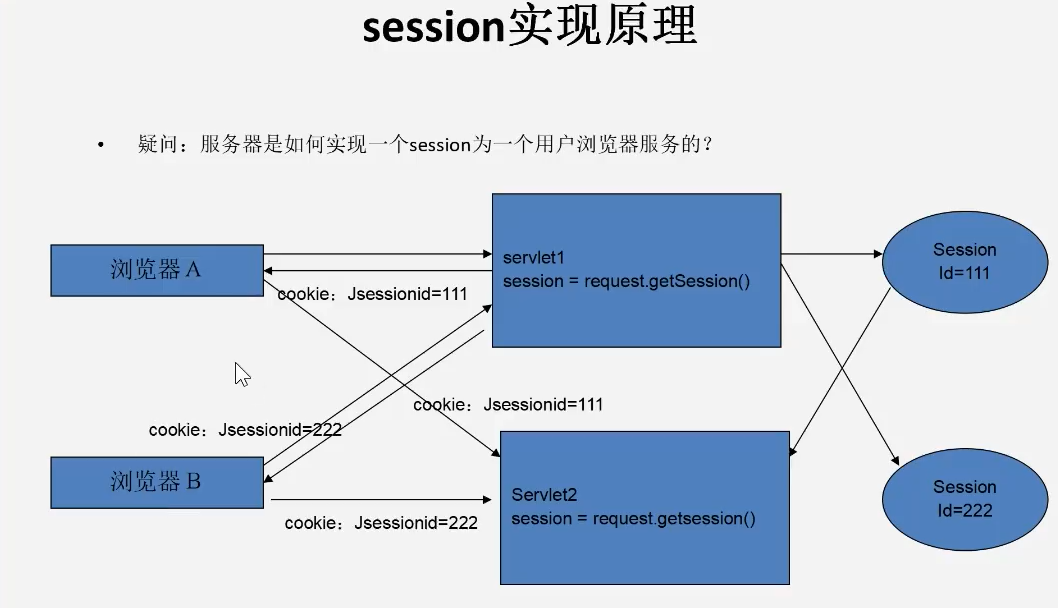 session实现原理
• 疑问：服务器是如何实现一个session为一个用户浏览器服务的？
servlet1
session = request.getSession()
Session
Id=111
浏览器A
cookie：Jsessionid=111
cookie：Jsessionid=111
cookie：Jsessionid=222
浏览器B
Servlet2
session = request.getsession()
Session
Id=222
cookie：Jsessionid=222